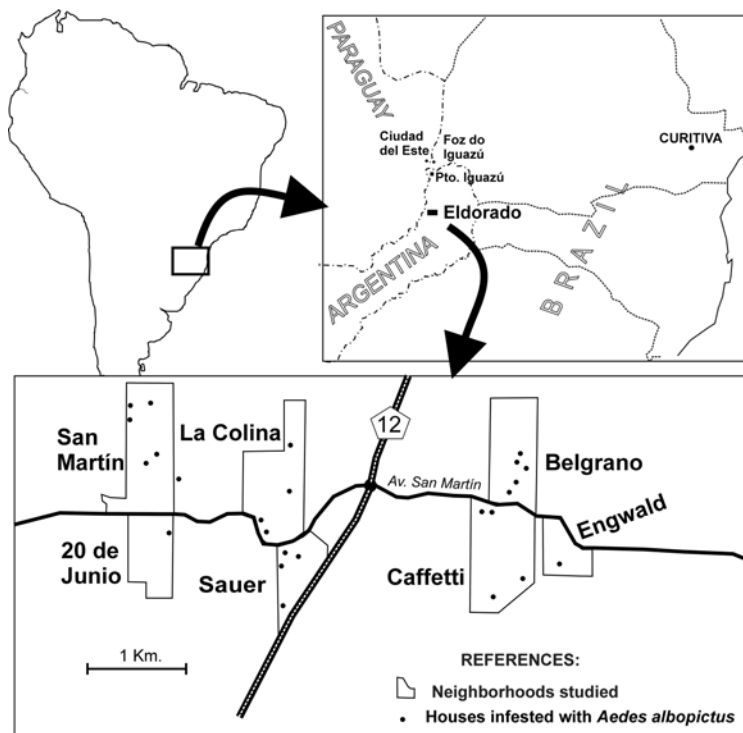 PARAGUAY
Ciudad
del Este
Foz do
Iguazú
Pto. Iguazú
CURITIVA
Eldorado
ARGENTINA
BRAZIL
San
Martín
La Colina
12
Av. San Martín
Belgrano
Engwald
20 de
Junio
Sauer
Caffetti
1 Km.
REFERENCES:
Neighborhoods studied
Houses infested with Aedes albopictus